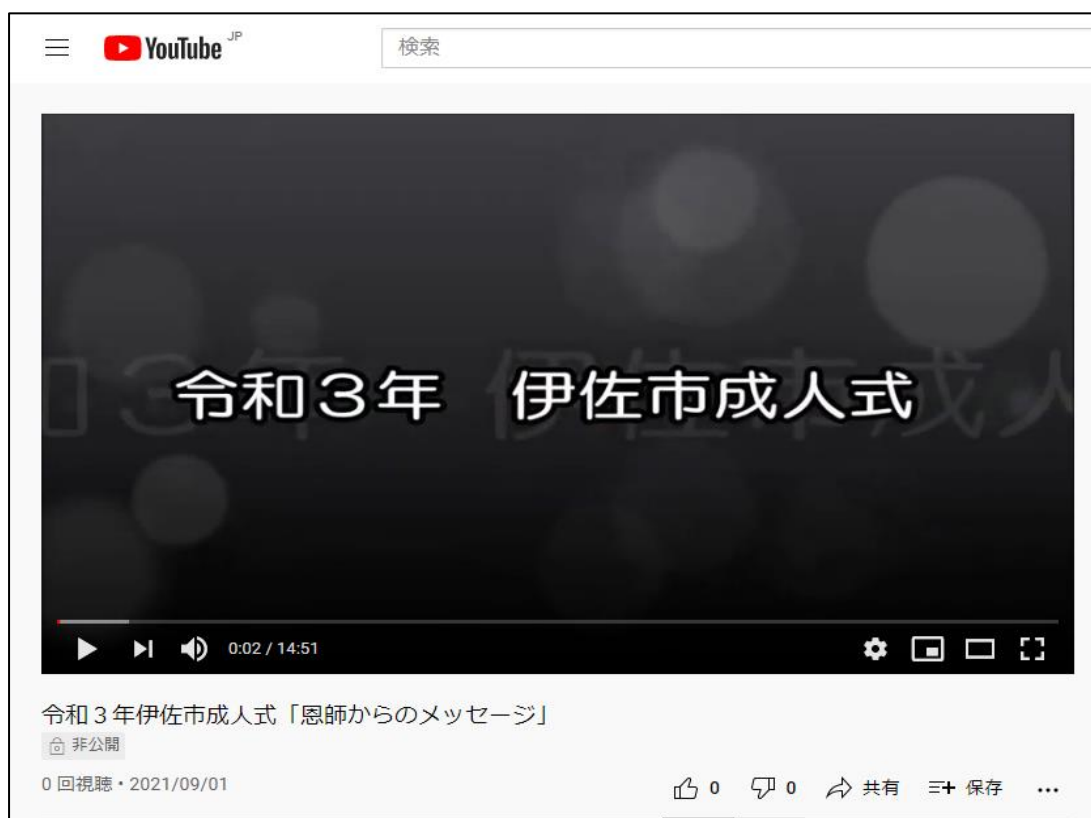 YouTube JP
検索
令和３年　伊佐市成人式
0:02 / 14:51
令和３年伊佐市成人式「恩師からのメッセージ」
非公開
0 回視聴・2021/09/01
0 0 共有 保存